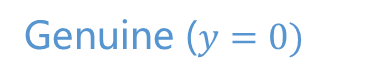 Genuine (y = 0)